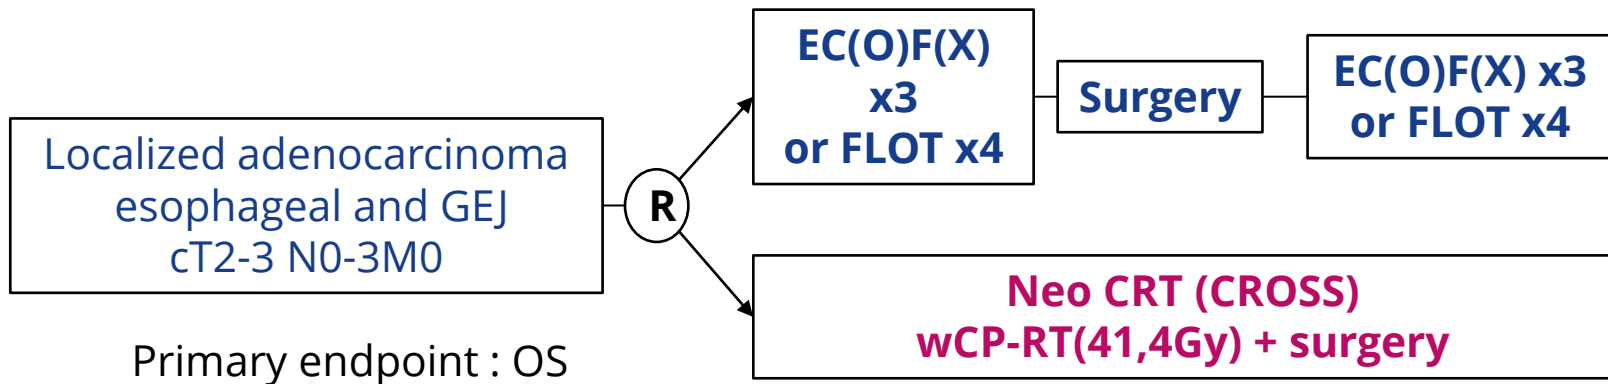 Localized adenocarcinoma
esophageal and GEJ
cT2-3 N0-3M0
R
EC(O)F(X)
x3
or FLOT x4
Surgery
EC(O)F(X) x3
or FLOT x4
Neo CRT (CROSS)
wCP-RT(41,4Gy) + surgery
Primary endpoint : OS